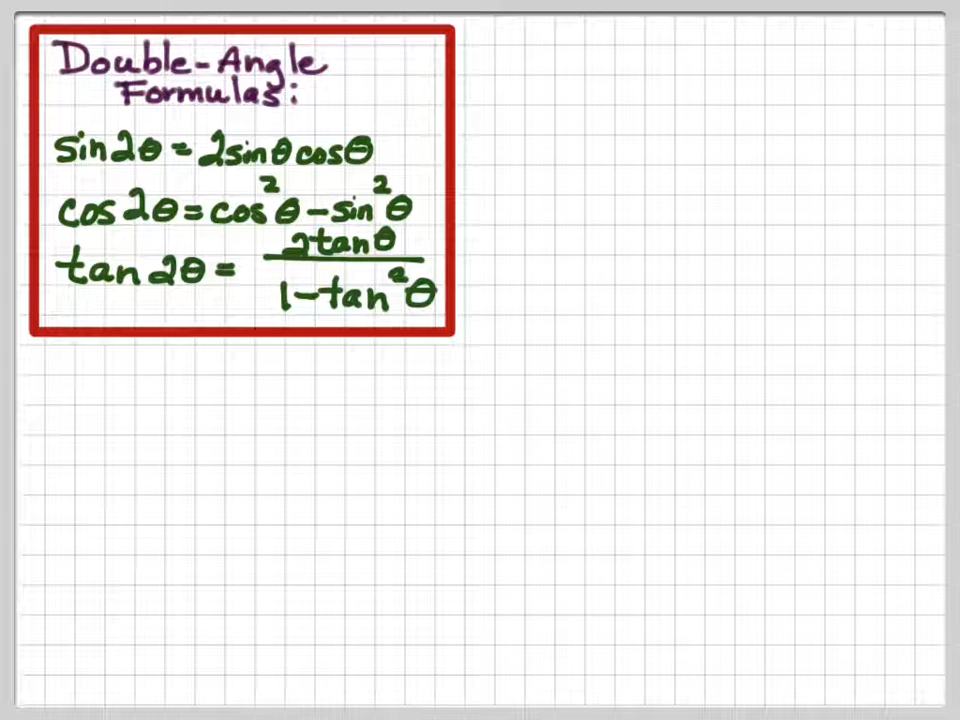 Double-Angle
Formulas:
sin2θ = 2sinθcosθ
cos2θ = cos²θ - sin²θ
tan2θ = 2tanθ / 1-tan²θ